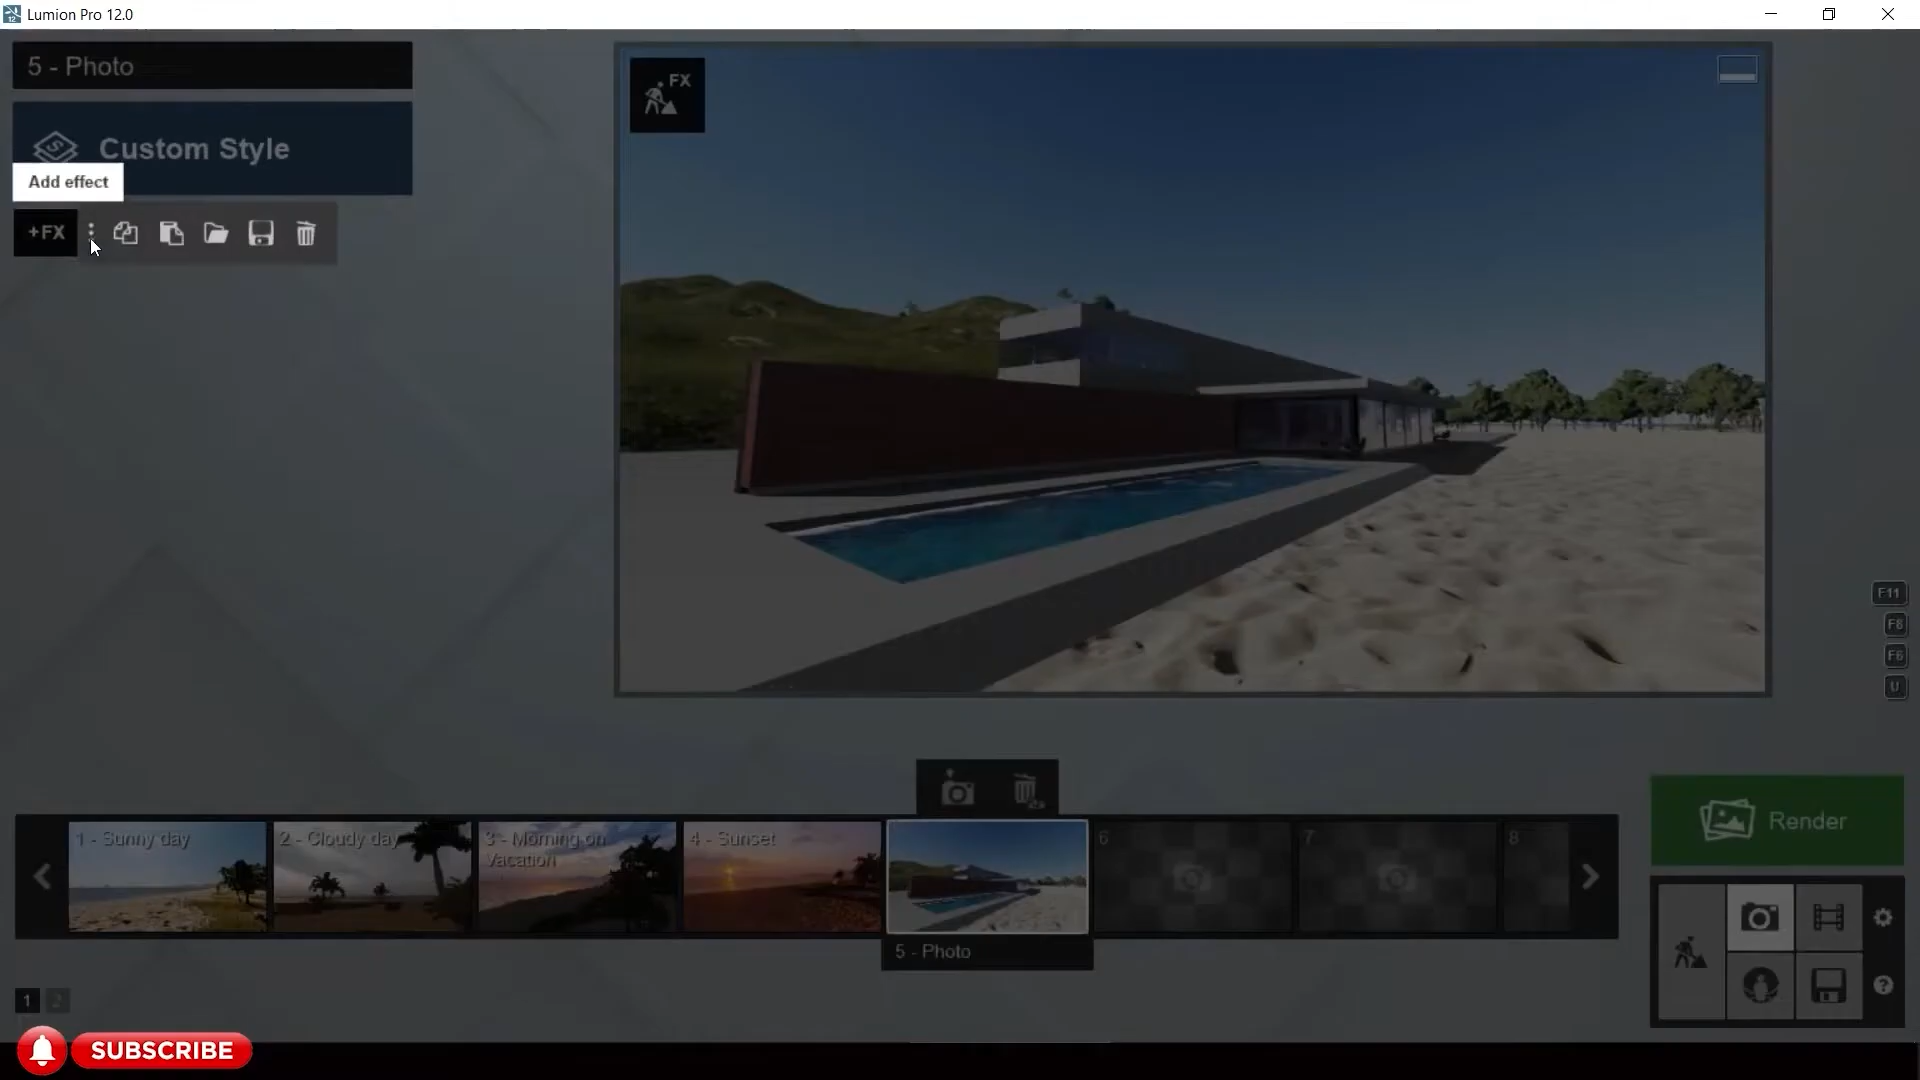 Lumion Pro 12.0
5 - Photo
FX
Custom Style
Add effect
+FX
F11
F8
F6
U
Render
1 - Sunny day
2 - Cloudy day
3 - Morning on
Vacation
4 - Sunset
6
7
8
5 - Photo
1 2
SUBSCRIBE